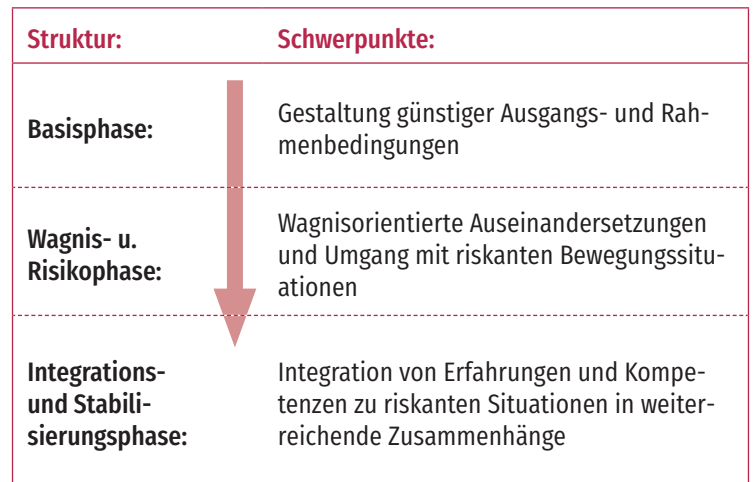 Struktur:
Schwerpunkte:
Basisphase:
Gestaltung günstiger Ausgangs- und Rah-
menbedingungen
Wagnis- u.
Risikophase:
Wagnisorientierte Auseinandersetzungen
und Umgang mit riskanten Bewegungssitu-
ationen
Integrations-
und Stabili-
sierungsphase:
Integration von Erfahrungen und Kompe-
tenzen zu riskanten Situationen in weiter-
reichende Zusammenhänge